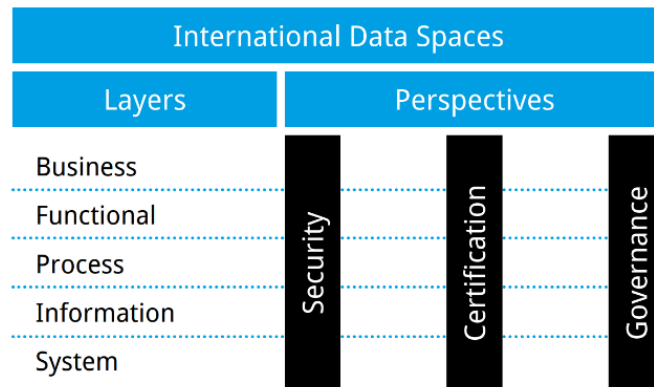 International Data Spaces
Layers
Perspectives
Business
Functional
Process
Information
System
Security
Certification
Governance